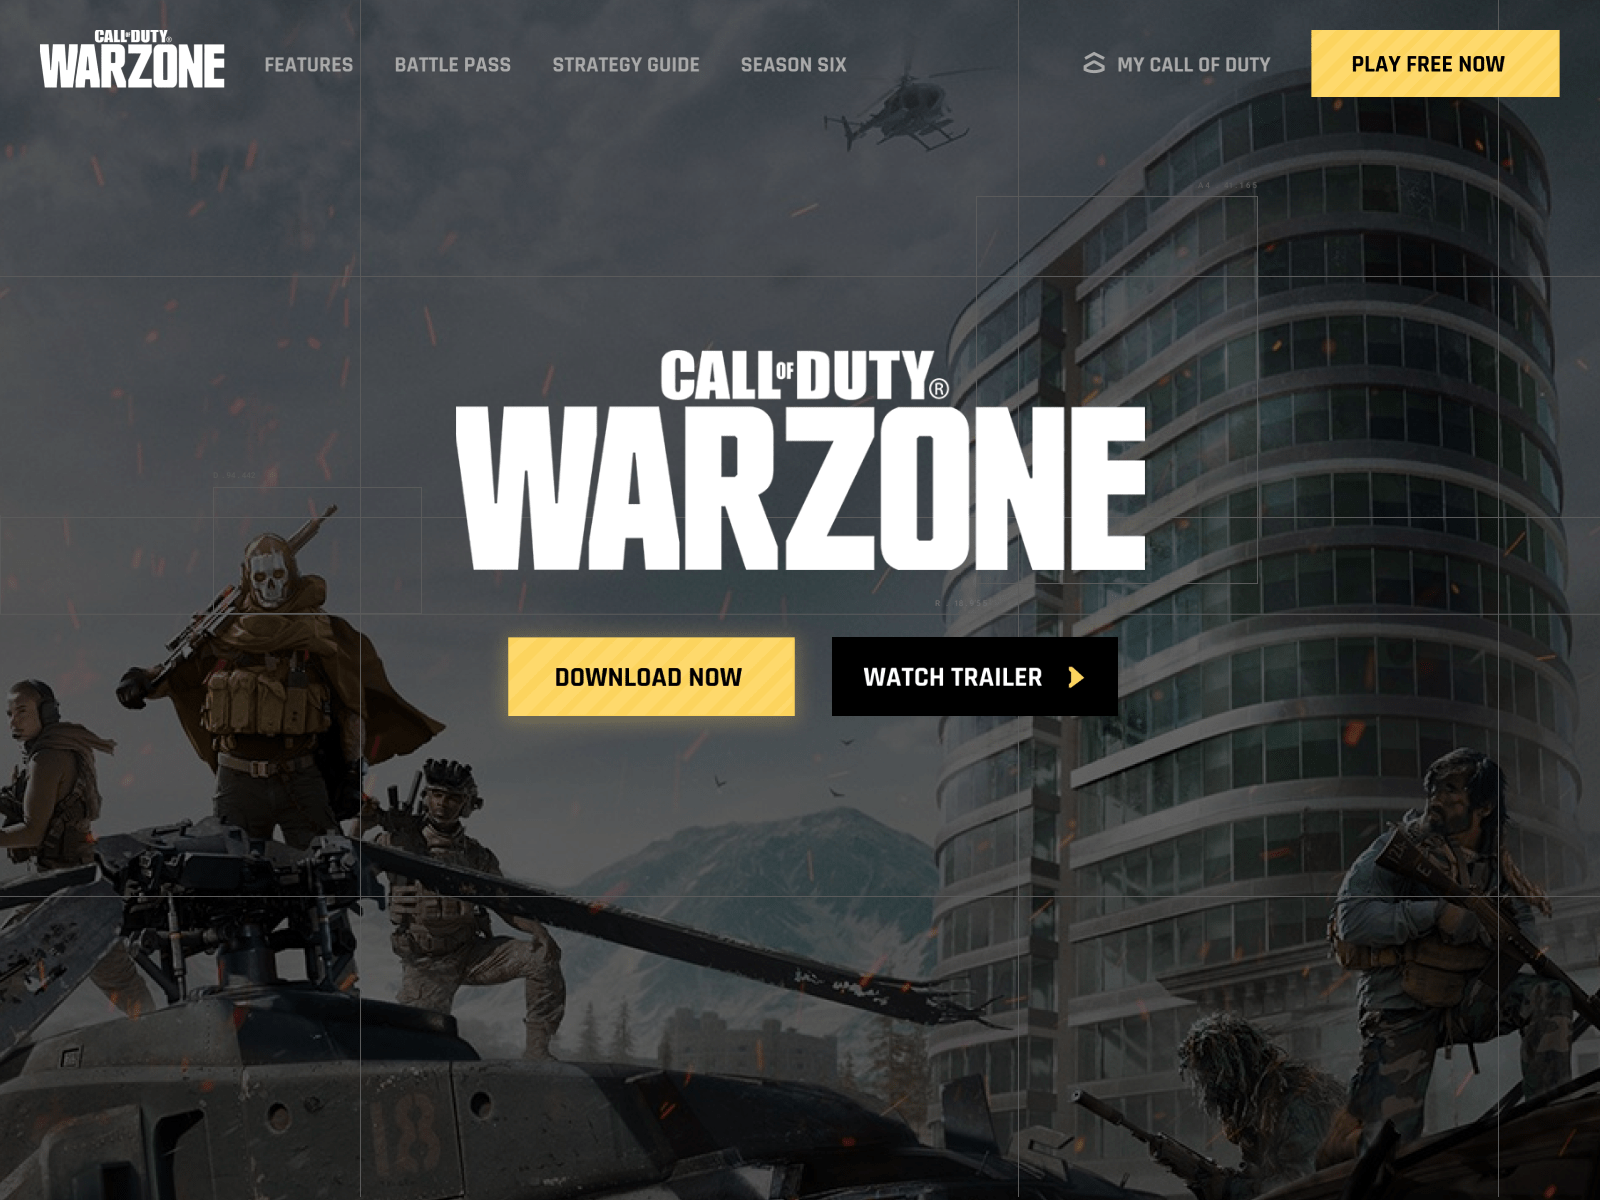 CALL OF DUTY®
WARZONE
FEATURES
BATTLE PASS
STRATEGY GUIDE
SEASON SIX
MY CALL OF DUTY
PLAY FREE NOW
CALL OF DUTY®
WARZONE
DOWNLOAD NOW
WATCH TRAILER
18